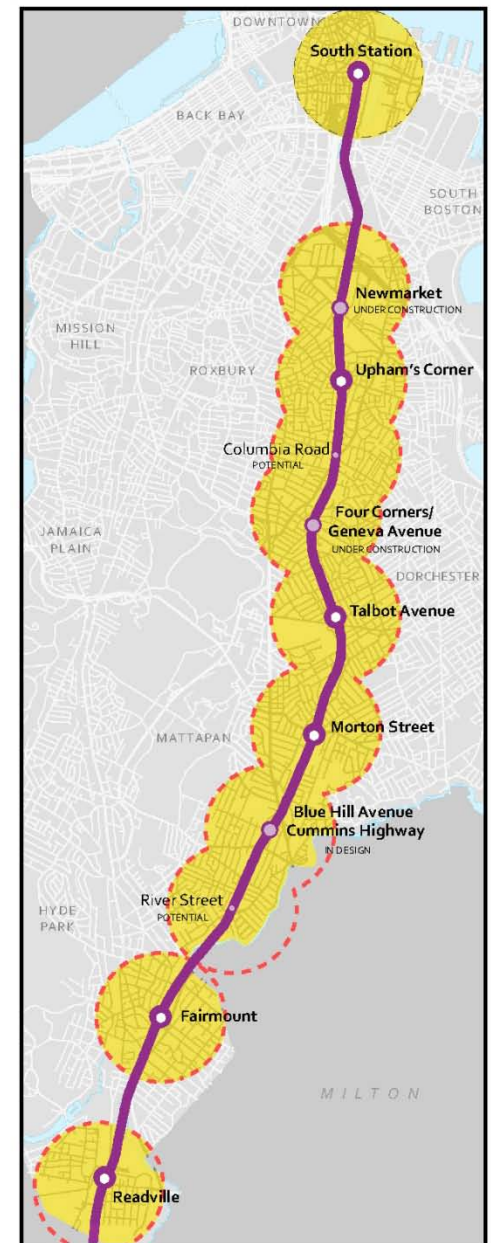 DOWNTOWN
South Station
BACK BAY
SOUTH
BOSTON
Newmarket
UNDER CONSTRUCTION
MISSION
HILL
ROXBURY
Upham's Corner
Columbia Road
POTENTIAL
Four Corners/
Geneva Avenue
UNDER CONSTRUCTION
JAMAICA
PLAIN
DORCHESTER
Talbot Avenue
Morton Street
MATTAPAN
Blue Hill Avenue
Cummins Highway
IN DESIGN
River Street
POTENTIAL
HYDE
PARK
Fairmount
MILTON
Readville